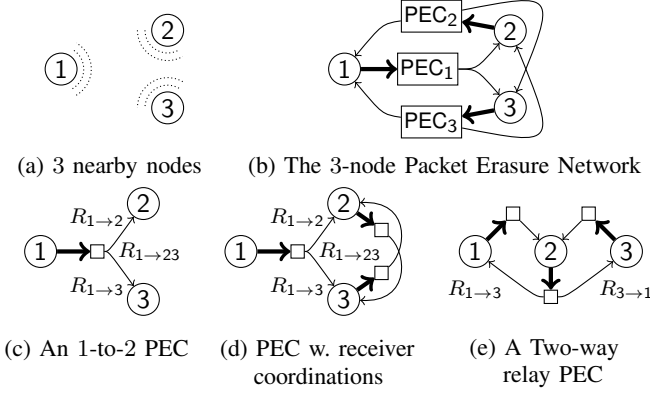 1
2
3
(a) 3 nearby nodes
PEC₂
2
1
PEC₁
3
PEC₃
(b) The 3-node Packet Erasure Network
2
R₁→₂
1
R₁→₂₃
R₁→₃
3
(c) An 1-to-2 PEC
2
R₁→₂
1
R₁→₂₃
R₁→₃
3
(d) PEC w. receiver
coordinations
1
2
3
R₁→₃
R₃→₁
(e) A Two-way
relay PEC